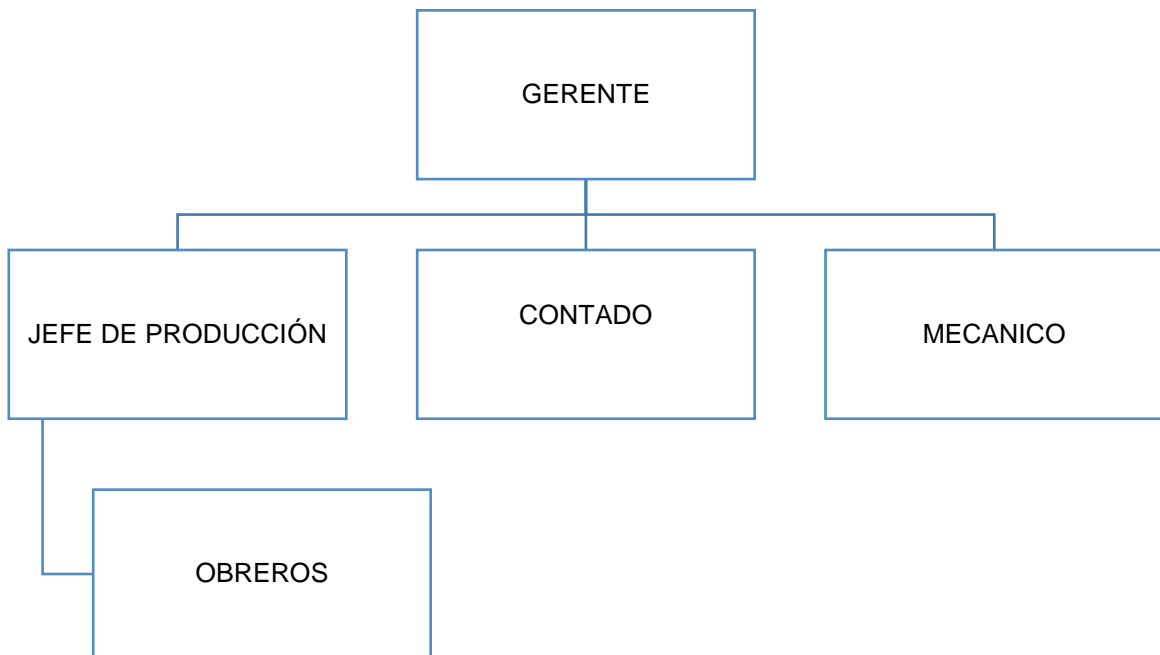 GERENTE
JEFE DE PRODUCCIÓN
CONTADO
MECANICO
OBREROS